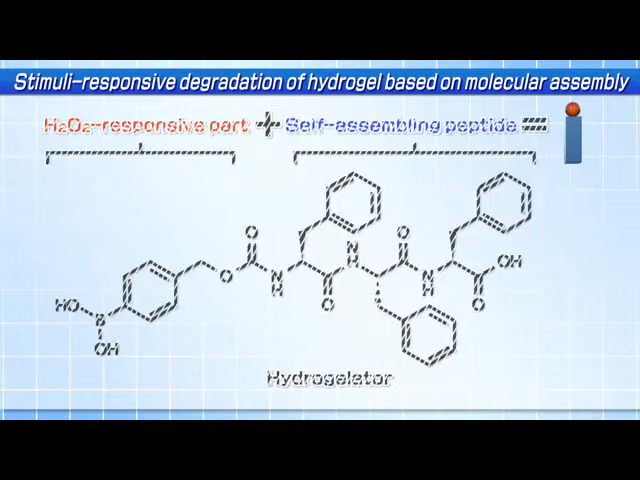 Stimuli-responsive degradation of hydrogel based on molecular assembly
H₂O₂-responsive part + Self-assembling peptide =
O
O
OH
N
H
O
N
H
N
H
O
O
HO
B
OH
O
Hydrogelator